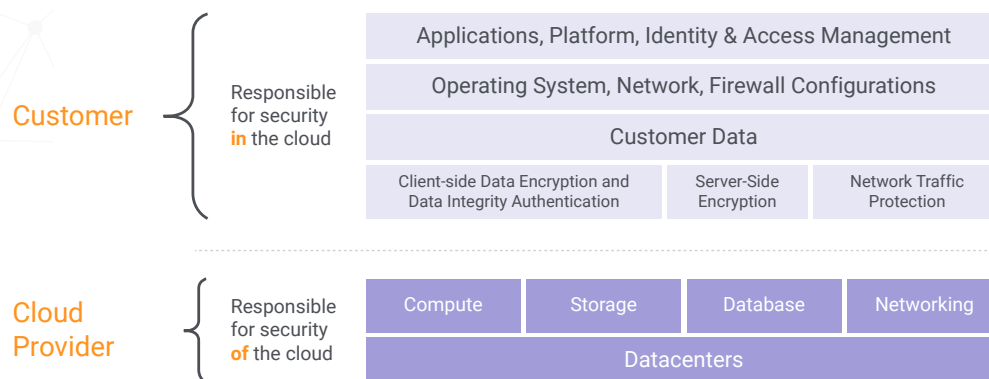 Customer
Responsible
for security
in the cloud
Applications, Platform, Identity & Access Management
Operating System, Network, Firewall Configurations
Customer Data
Client-side Data Encryption and
Data Integrity Authentication
Server-Side
Encryption
Network Traffic
Protection
Cloud
Provider
Responsible
for security
of the cloud
Compute
Storage
Database
Networking
Datacenters